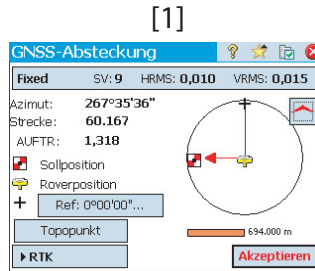 [1]
GNSS-Absteckung
Fixed SV: 9 HRMS: 0,010 VRMS: 0,015
Azimut: 267°35'36"
Strecke: 60.167
AUFTR: 1,318
Sollposition
Roverposition
Ref: 0°00'00"...
Topopunkt
694.000 m
RTK
Akzeptieren